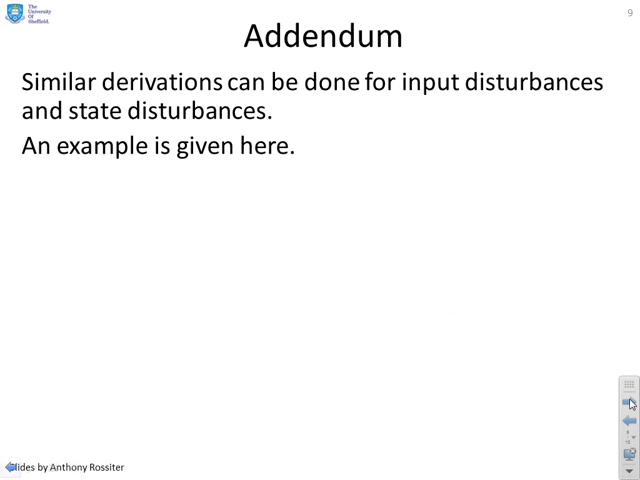 The
University
Of
Sheffield.
9
Addendum
Similar derivations can be done for input disturbances
and state disturbances.
An example is given here.
lides by Anthony Rossiter